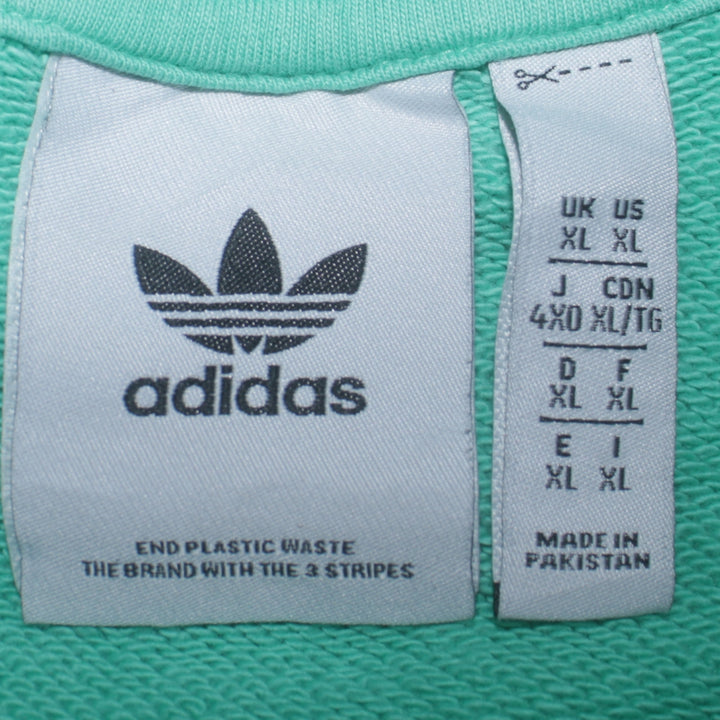 adidas
END PLASTIC WASTE
THE BRAND WITH THE 3 STRIPES
UK US
XL XL
J CDN
4XO XL/TG
D F
XL XL
E I
XL XL
MADE IN
PAKISTAN